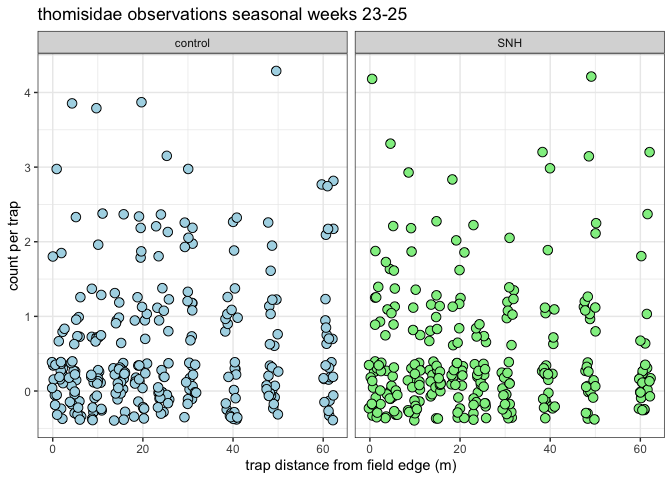 thomisidae observations seasonal weeks 23-25
control SNH
4
3
2
1
0
count per trap
0 20 40 60 0 20 40 60
trap distance from field edge (m)